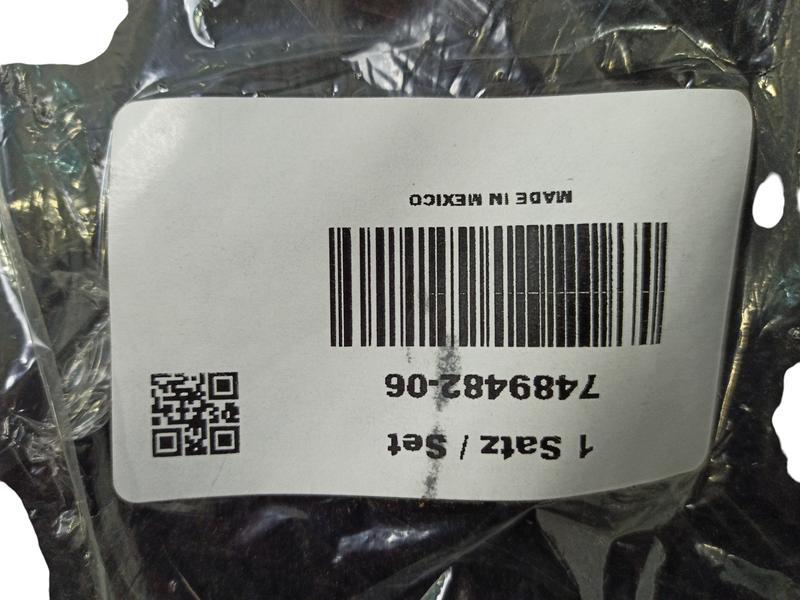 1 Satz / Set
7489482-06
MADE IN MEXICO